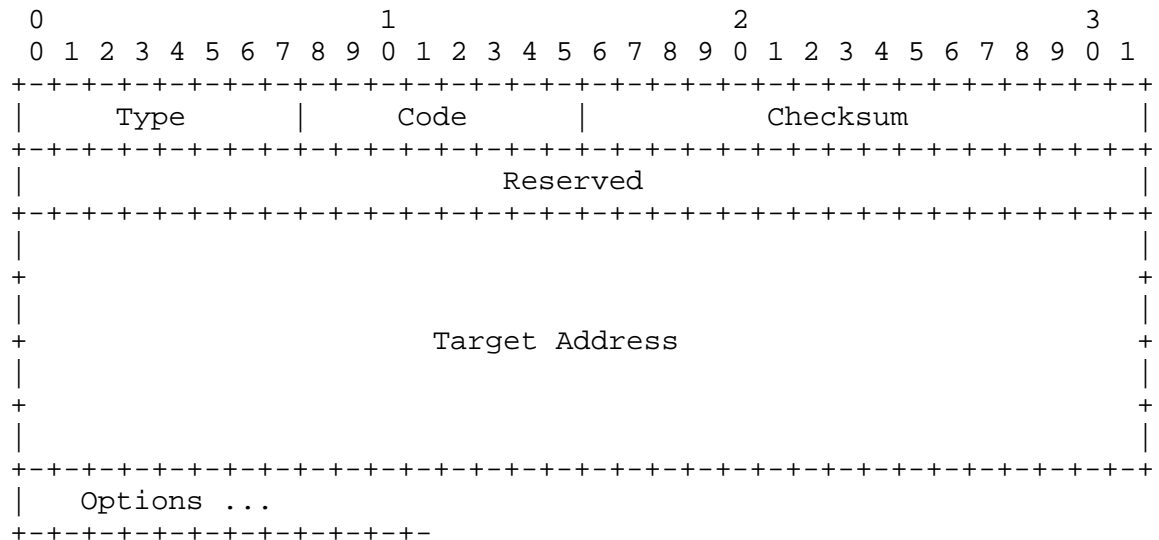 0                   1                   2                   3
 0 1 2 3 4 5 6 7 8 9 0 1 2 3 4 5 6 7 8 9 0 1 2 3 4 5 6 7 8 9 0 1
+-+-+-+-+-+-+-+-+-+-+-+-+-+-+-+-+-+-+-+-+-+-+-+-+-+-+-+-+-+-+-+-+
|     Type      |     Code      |          Checksum             |
+-+-+-+-+-+-+-+-+-+-+-+-+-+-+-+-+-+-+-+-+-+-+-+-+-+-+-+-+-+-+-+-+
|                           Reserved                            |
+-+-+-+-+-+-+-+-+-+-+-+-+-+-+-+-+-+-+-+-+-+-+-+-+-+-+-+-+-+-+-+-+
|                                                               |
+                                                               +
|                                                               |
+                       Target Address                          +
|                                                               |
+                                                               +
|                                                               |
+-+-+-+-+-+-+-+-+-+-+-+-+-+-+-+-+-+-+-+-+-+-+-+-+-+-+-+-+-+-+-+-+
|   Options ...
+-+-+-+-+-+-+-+-+-+-+-+-